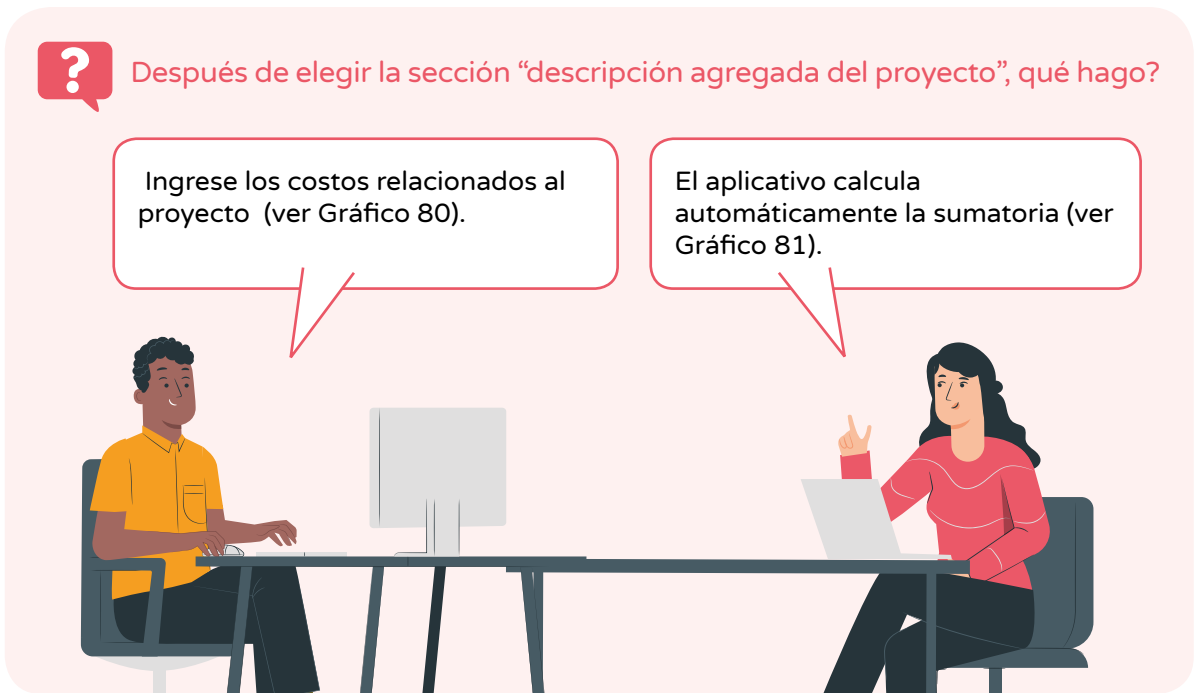 ?
Después de elegir la sección “descripción agregada del proyecto”, qué hago?
Ingrese los costos relacionados al
proyecto (ver Gráfico 80).
El aplicativo calcula
automáticamente la sumatoria (ver
Gráfico 81).